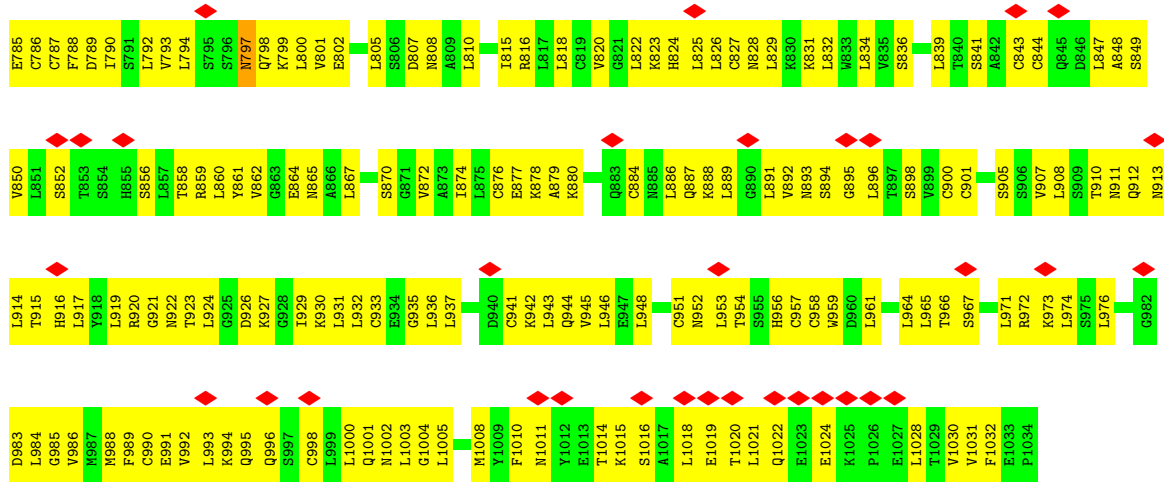 E785 C786 C787 F788 D789 I790 S791 L792 V793 L794 S795 S796 N797 Q798 K799 L800 V801 E802 L805 S806 D807 N808 A809 L810 I815 R816 L817 L818 C819 V820 G821 L822 K823 H824 L825 L826 C827 N828 L829 K830 K831 L832 W833 L834 V835 S836 L839 T840 S841 A842 C843 C844 Q845 D846 L847 A848 S849
V850 L851 S852 T853 S854 H855 S856 L857 T858 R859 L860 Y861 V862 G863 E864 N865 A866 L867 S870 G871 V872 A873 I874 L875 C876 E877 K878 A879 K880 Q883 C884 N885 L886 Q887 K888 L889 G890 L891 V892 N893 S894 G895 L896 T897 S898 V899 C900 C901 S905 S906 V907 L908 S909 T910 N911 Q912 N913
L914 T915 H916 L917 Y918 L919 R920 G921 N922 T923 L924 G925 D926 K927 G928 I929 K930 L931 L932 C933 E934 G935 L936 L937 D940 C941 K942 L943 Q944 V945 L946 E947 L948 C951 N952 L953 T954 S955 H956 C957 C958 W959 D960 L961 L964 L965 T966 S967 L971 R972 K973 L974 S975 L976 G982
D983 L984 G985 V986 M987 M988 F989 C990 E991 V992 L993 K994 Q995 Q996 S997 C998 L999 L1000 Q1001 N1002 L1003 G1004 L1005 M1008 Y1009 F1010 N1011 Y1012 E1013 T1014 K1015 S1016 A1017 L1018 E1019 T1020 L1021 Q1022 E1023 E1024 K1025 P1026 E1027 L1028 T1029 V1030 V1031 F1032 E1033 P1034